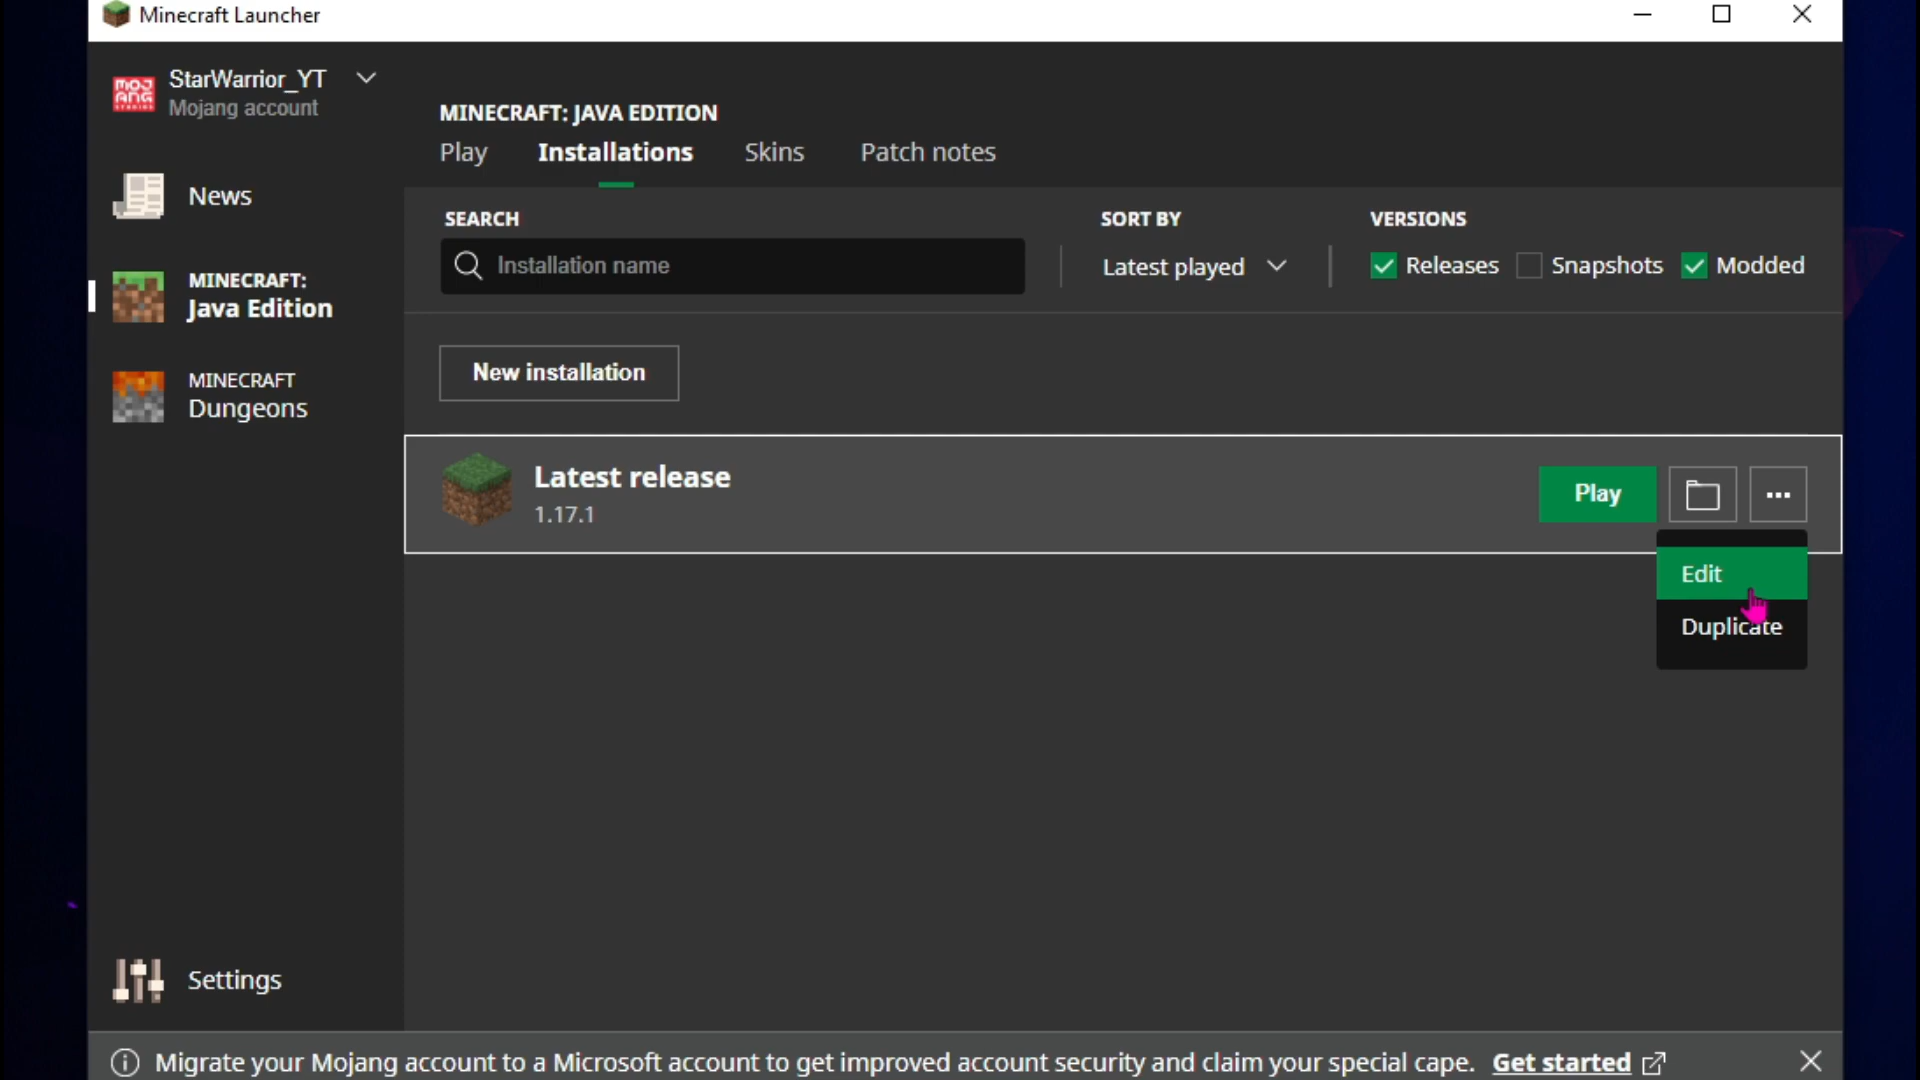 Minecraft Launcher
MOJ
ANG
STUDIOS
StarWarrior_YT
Mojang account
News
MINECRAFT:
Java Edition
MINECRAFT
Dungeons
Settings
MINECRAFT: JAVA EDITION
Play Installations Skins Patch notes
SEARCH SORT BY VERSIONS
Installation name Latest played Releases Snapshots Modded
New installation
Latest release
1.17.1
Play
Edit
Duplicate
Migrate your Mojang account to a Microsoft account to get improved account security and claim your special cape. Get started